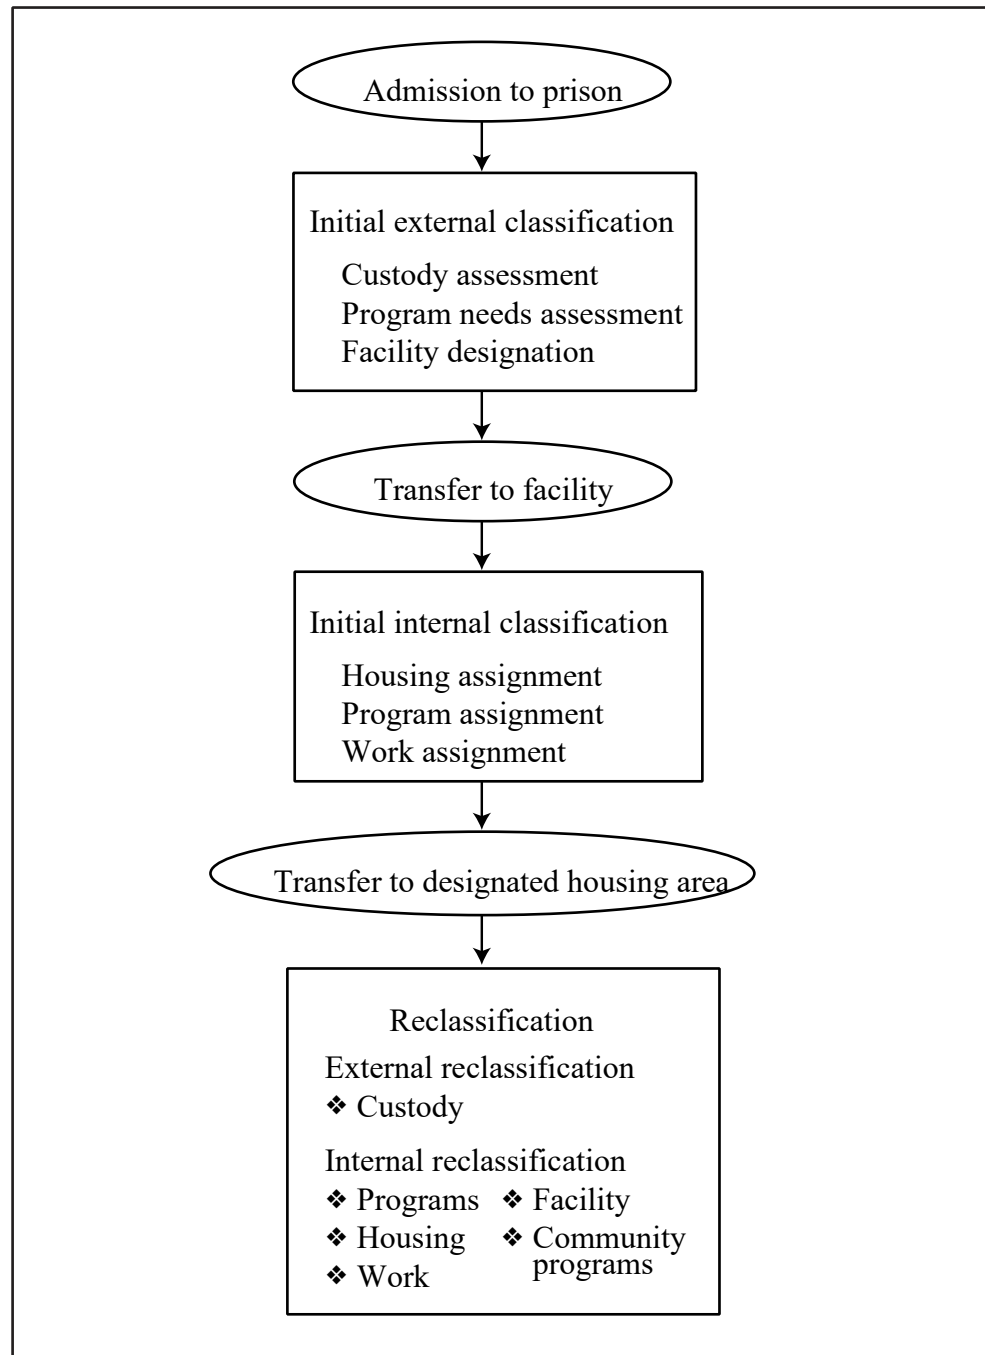 Admission to prison
Initial external classification
Custody assessment
Program needs assessment
Facility designation
Transfer to facility
Initial internal classification
Housing assignment
Program assignment
Work assignment
Transfer to designated housing area
Reclassification
External reclassification
❖ Custody
Internal reclassification
❖ Programs ❖ Facility
❖ Housing ❖ Community
programs
❖ Work